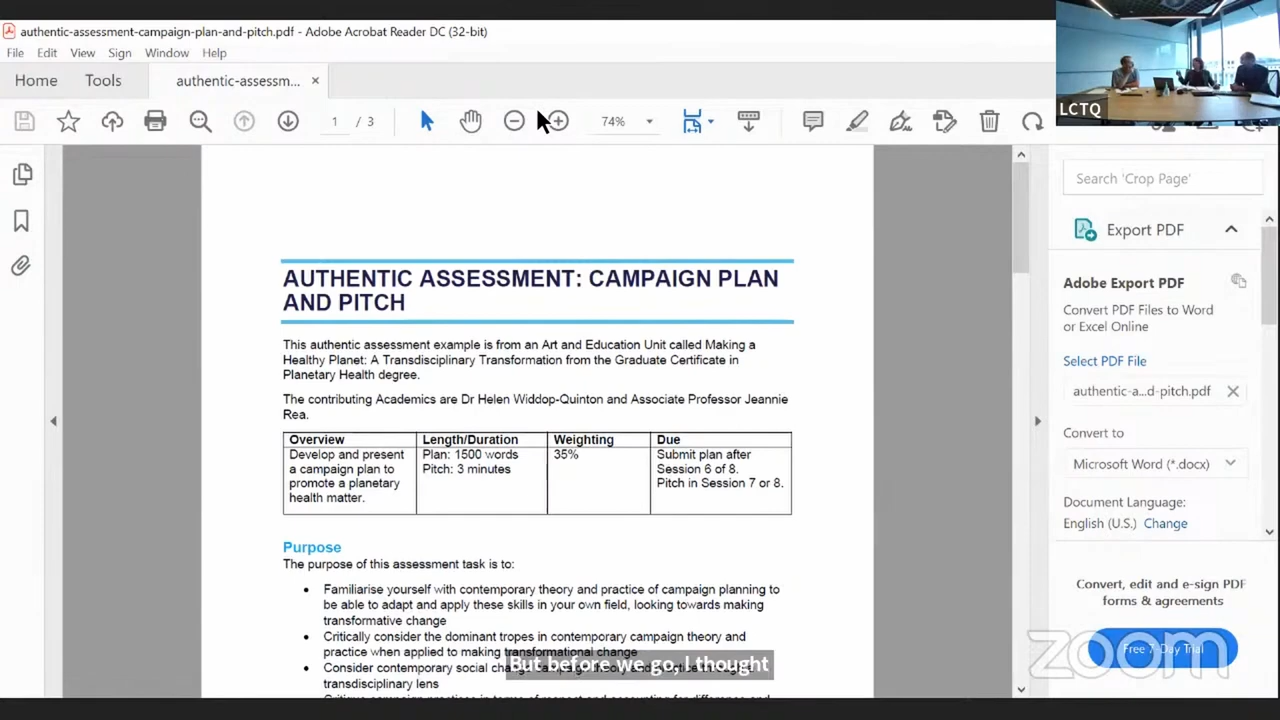 authentic-assessment-campaign-plan-and-pitch.pdf - Adobe Acrobat Reader DC (32-bit)
File Edit View Sign Window Help
Home Tools authentic-assessm... ×
1 / 3 74%
LCTQ
Search 'Crop Page'
Export PDF
Adobe Export PDF
Convert PDF Files to Word
or Excel Online
Select PDF File
authentic-a...d-pitch.pdf
Convert to
Microsoft Word (*.docx)
Document Language:
English (U.S.) Change
Convert, edit and e-sign PDF
forms & agreements
Free 7-Day Trial
zoom
AUTHENTIC ASSESSMENT: CAMPAIGN PLAN
AND PITCH
This authentic assessment example is from an Art and Education Unit called Making a
Healthy Planet: A Transdisciplinary Transformation from the Graduate Certificate in
Planetary Health degree.
The contributing Academics are Dr Helen Widdop-Quinton and Associate Professor Jeannie
Rea.
Overview Length/Duration Weighting Due
Develop and present Plan: 1500 words 35% Submit plan after
a campaign plan to Pitch: 3 minutes Session 6 of 8.
promote a planetary Pitch in Session 7 or 8.
health matter.
Purpose
The purpose of this assessment task is to:
• Familiarise yourself with contemporary theory and practice of campaign planning to
be able to adapt and apply these skills in your own field, looking towards making
transformative change
• Critically consider the dominant tropes in contemporary campaign theory and
practice when applied to making transformational change
• Consider contemporary social
transdisciplinary lens
But before we go, I thought